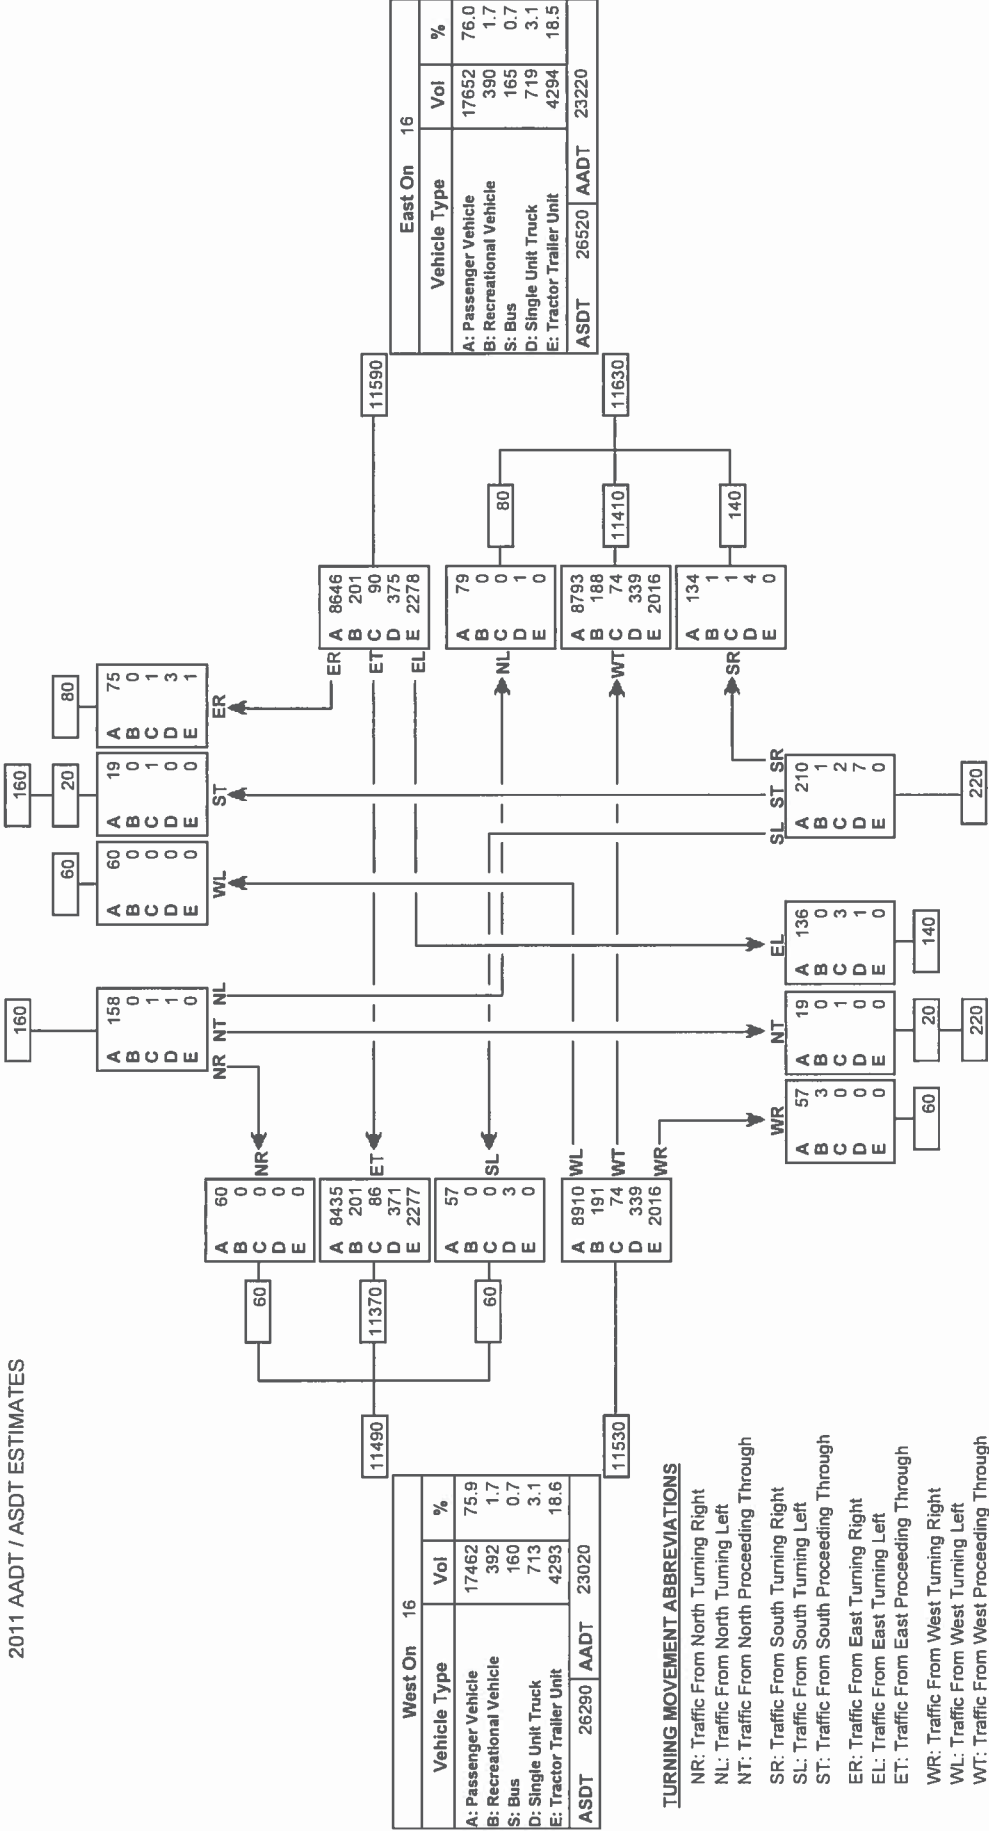 2011 AADT / ASDT ESTIMATES
160
160
60
20
80
A 158
B 0
C 1
D 1
E 0
A 60
B 0
C 0
D 0
E 0
A 19
B 0
C 1
D 0
E 0
A 75
B 0
C 1
D 3
E 1
NR NT NL
WL
ST
ER
West On 16
Vehicle Type Vol %
A: Passenger Vehicle 17462 75.9
B: Recreational Vehicle 392 1.7
S: Bus 160 0.7
D: Single Unit Truck 713 3.1
E: Tractor Trailer Unit 4293 18.6
ASDT 26290 AADT 23020
11490
11530
60
11370
60
A 60
B 0
C 0
D 0
E 0
NR
A 8435
B 201
C 86
D 371
E 2277
ET
A 57
B 0
C 0
D 3
E 0
SL
A 8910
B 191
C 74
D 339
E 2016
WL
WT
WR
ER
ET
EL
A 8646
B 201
C 90
D 375
E 2278
11590
NL
A 79
B 0
C 0
D 1
E 0
80
WT
A 8793
B 188
C 74
D 339
E 2016
11410
SR
A 134
B 1
C 1
D 4
E 0
140
11630
East On 16
Vehicle Type Vol %
A: Passenger Vehicle 17652 76.0
B: Recreational Vehicle 390 1.7
S: Bus 165 0.7
D: Single Unit Truck 719 3.1
E: Tractor Trailer Unit 4294 18.5
ASDT 26520 AADT 23220
WR
NT
EL
SL ST SR
A 57
B 3
C 0
D 0
E 0
A 19
B 0
C 1
D 0
E 0
A 136
B 0
C 3
D 1
E 0
A 210
B 1
C 2
D 7
E 0
60
20
140
220
220
TURNING MOVEMENT ABBREVIATIONS
NR: Traffic From North Turning Right
NL: Traffic From North Turning Left
NT: Traffic From North Proceeding Through
SR: Traffic From South Turning Right
SL: Traffic From South Turning Left
ST: Traffic From South Proceeding Through
ER: Traffic From East Turning Right
EL: Traffic From East Turning Left
ET: Traffic From East Proceeding Through
WR: Traffic From West Turning Right
WL: Traffic From West Turning Left
WT: Traffic From West Proceeding Through